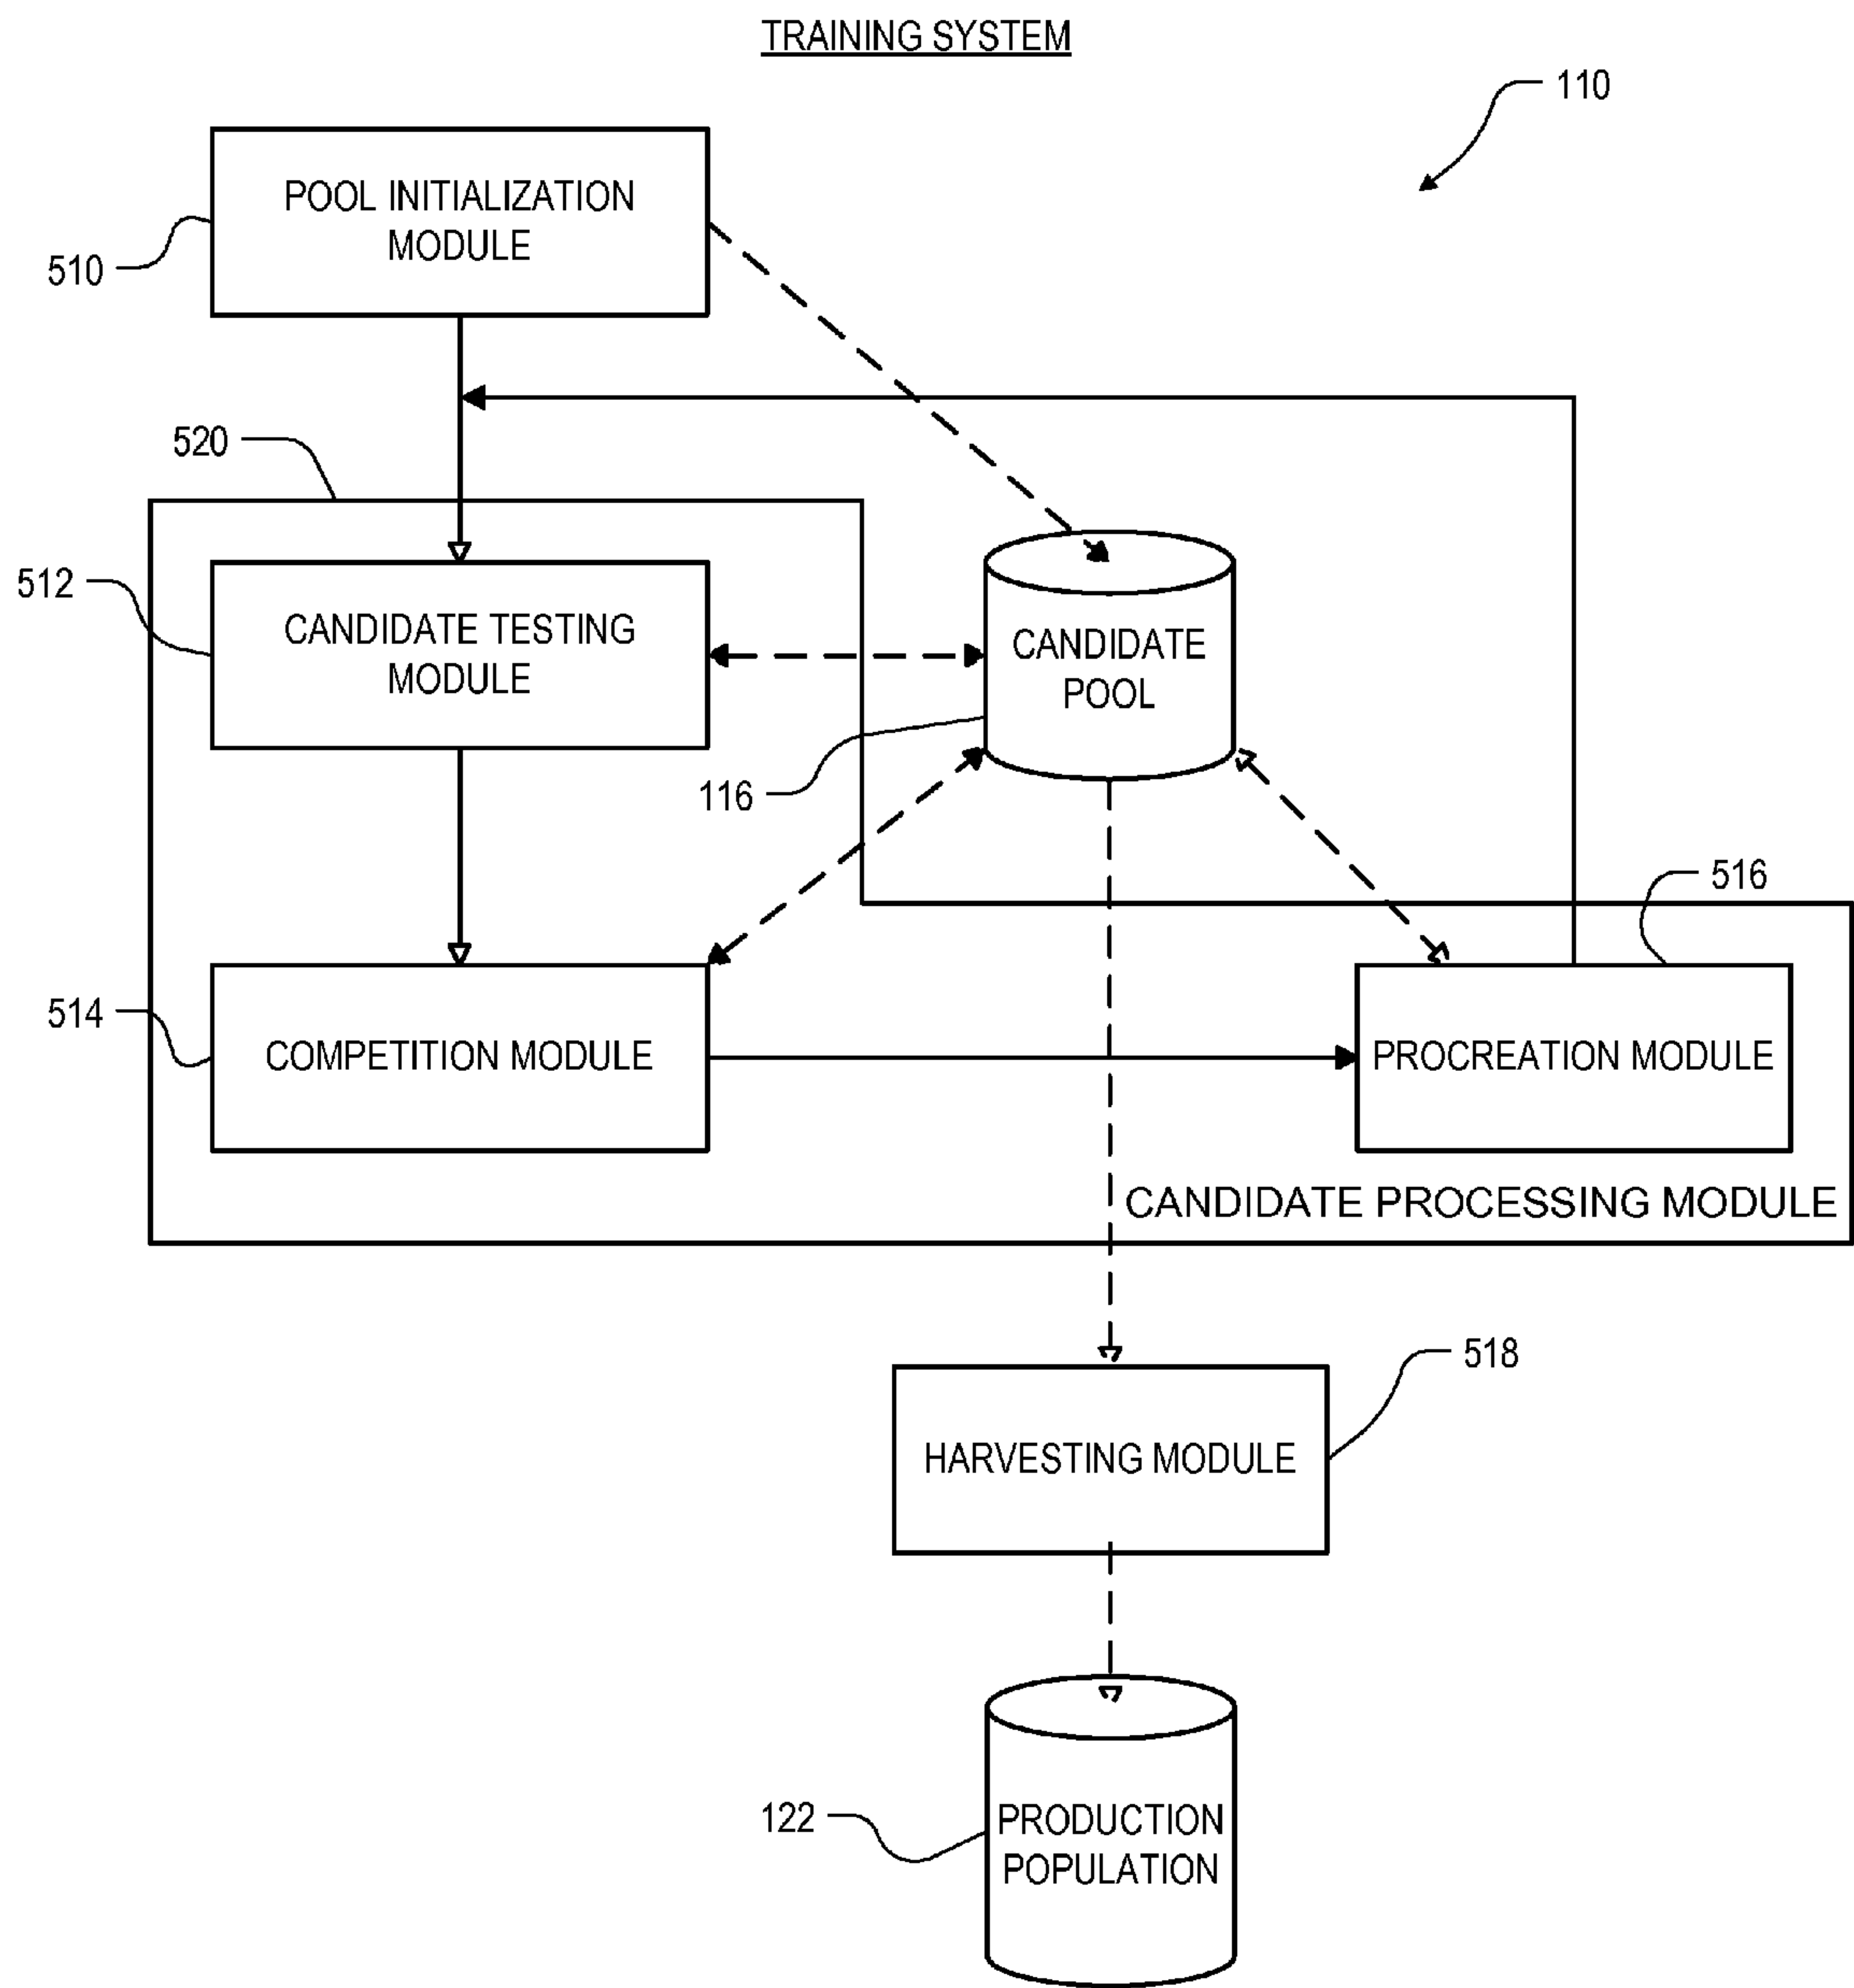 TRAINING SYSTEM
110
POOL INITIALIZATION
MODULE
510
520
512
CANDIDATE TESTING
MODULE
CANDIDATE
POOL
116
516
514
COMPETITION MODULE
PROCREATION MODULE
CANDIDATE PROCESSING MODULE
518
HARVESTING MODULE
122
PRODUCTION
POPULATION